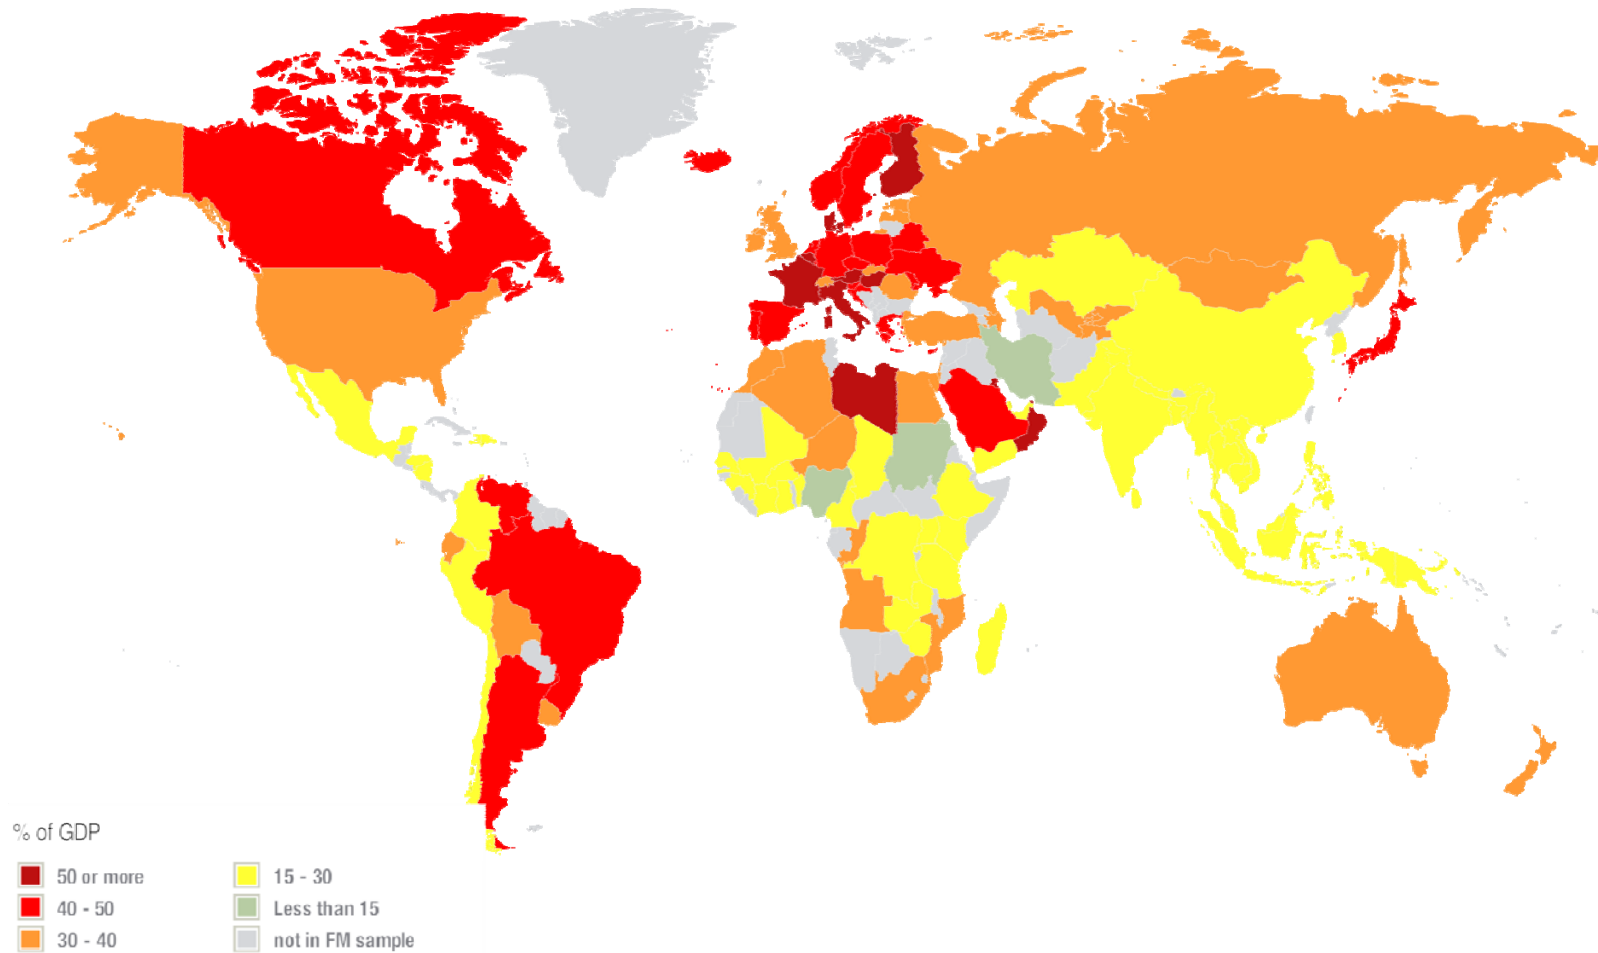 % of GDP
50 or more
40 - 50
30 - 40
15 - 30
Less than 15
not in FM sample